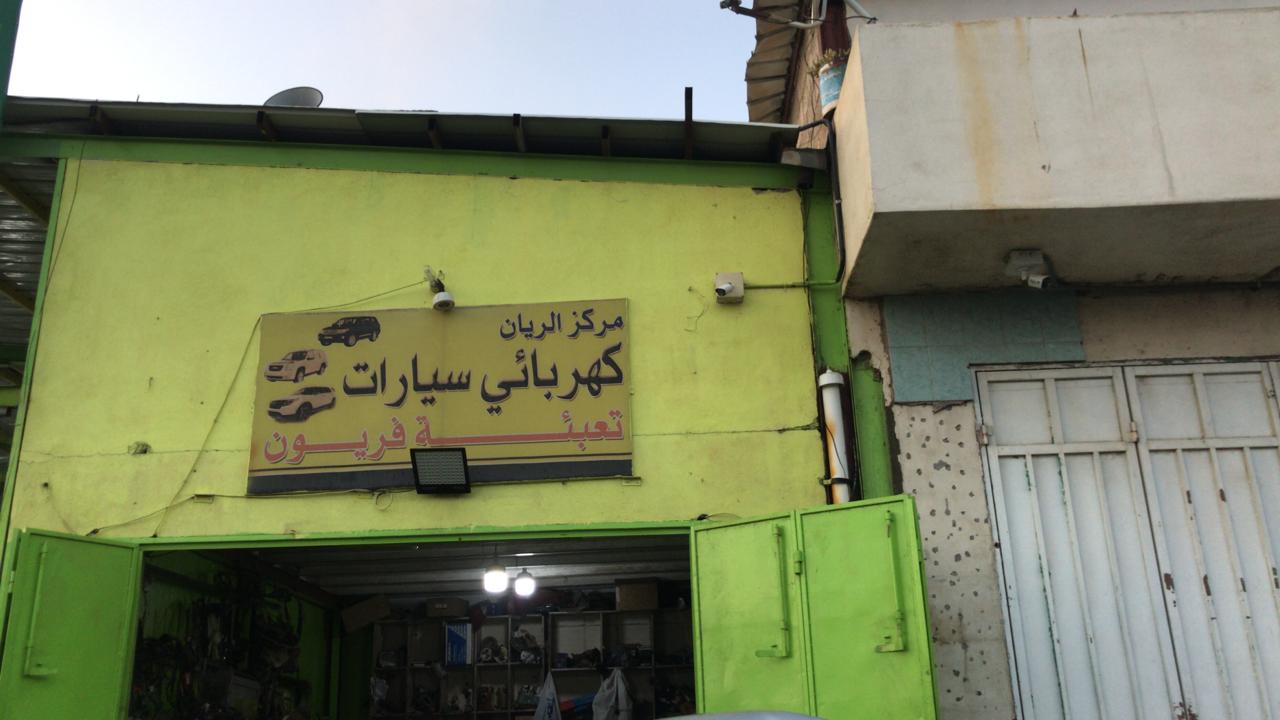 مركز الريان
كهربائي سيارات
تعبئة فريون